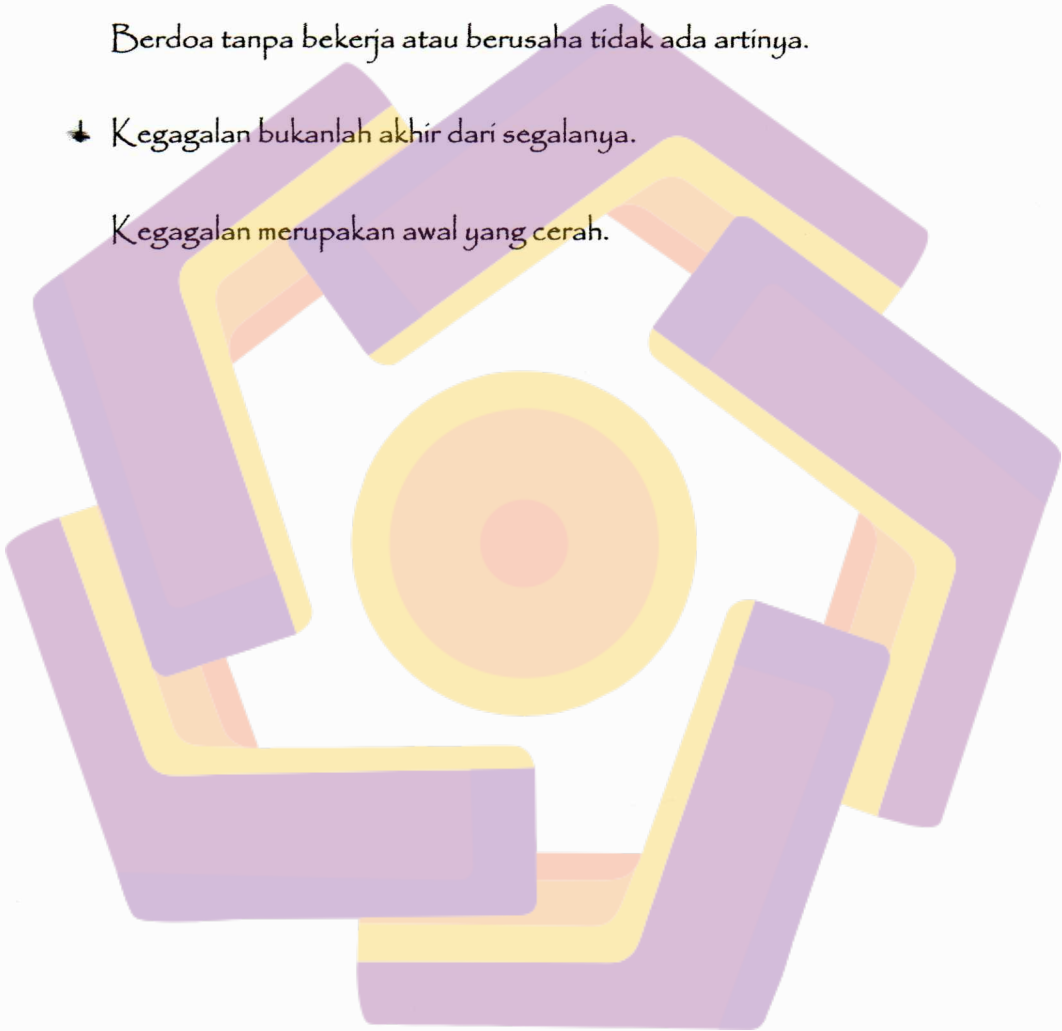 Berdoa tanpa bekerja atau berusaha tidak ada artinya.
Kegagalan bukanlah akhir dari segalanya.
Kegagalan merupakan awal yang cerah.